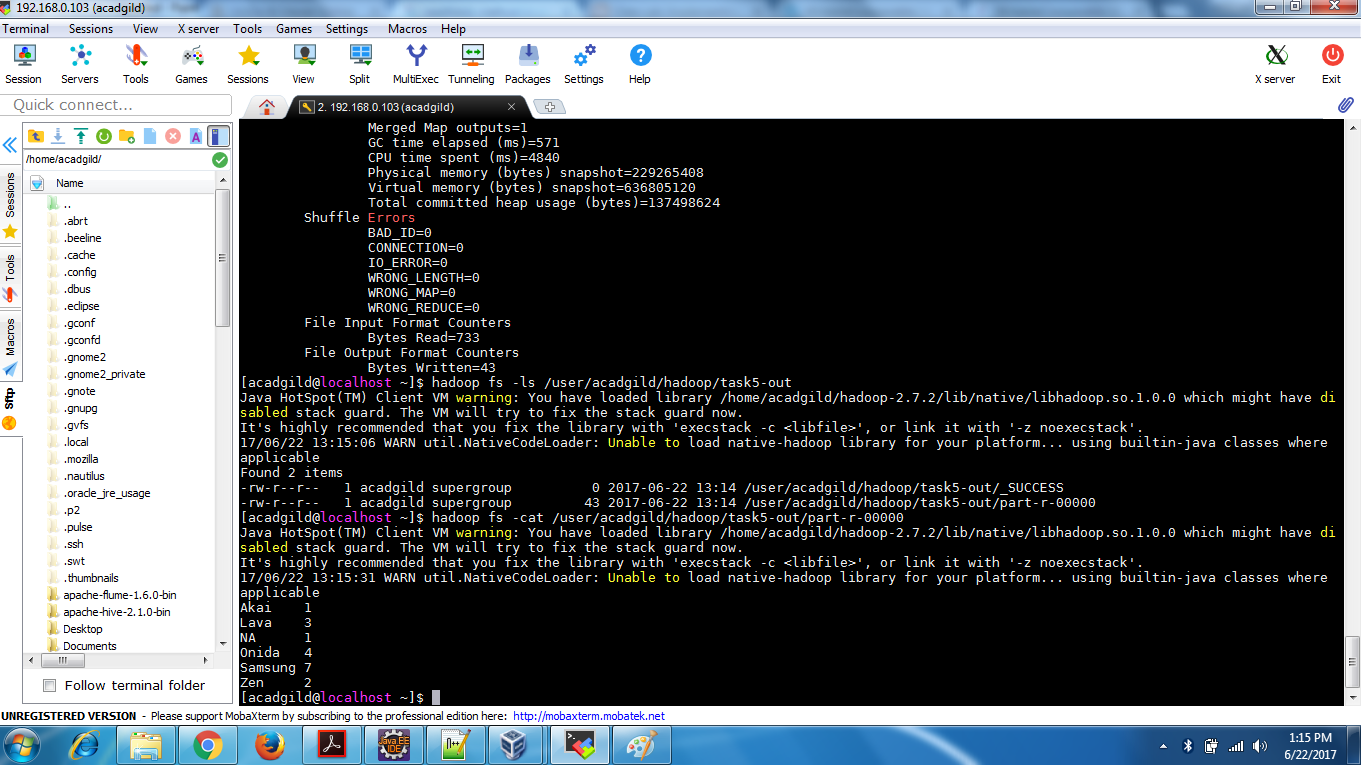 192.168.0.103 (acadgild)
Terminal Sessions View X server Tools Games Settings Macros Help
Session Servers Tools Games Sessions View Split MultiExec Tunneling Packages Settings Help X server Exit
Quick connect...
2. 192.168.0.103 (acadgild)
/home/acadgild/
Name
..
.abrt
.beeline
.cache
.config
.dbus
.eclipse
.gconf
.gconfd
.gnome2
.gnome2_private
.gnote
.gnupg
.gvfs
.local
.mozilla
.nautilus
.oracle_jre_usage
.p2
.pulse
.ssh
.swt
.thumbnails
apache-flume-1.6.0-bin
apache-hive-2.1.0-bin
Desktop
Documents
Follow terminal folder
Sessions
Tools
Macros
Sftp
Merged Map outputs=1
GC time elapsed (ms)=571
CPU time spent (ms)=4840
Physical memory (bytes) snapshot=229265408
Virtual memory (bytes) snapshot=636805120
Total committed heap usage (bytes)=137498624
Shuffle Errors
BAD_ID=0
CONNECTION=0
IO_ERROR=0
WRONG_LENGTH=0
WRONG_MAP=0
WRONG_REDUCE=0
File Input Format Counters
Bytes Read=733
File Output Format Counters
Bytes Written=43
[acadgild@localhost ~]$ hadoop fs -ls /user/acadgild/hadoop/task5-out
Java HotSpot(TM) Client VM warning: You have loaded library /home/acadgild/hadoop-2.7.2/lib/native/libhadoop.so.1.0.0 which might have di
sabled stack guard. The VM will try to fix the stack guard now.
It's highly recommended that you fix the library with 'execstack -c <libfile>', or link it with '-z noexecstack'.
17/06/22 13:15:06 WARN util.NativeCodeLoader: Unable to load native-hadoop library for your platform... using builtin-java classes where
applicable
Found 2 items
-rw-r--r-- 1 acadgild supergroup 0 2017-06-22 13:14 /user/acadgild/hadoop/task5-out/_SUCCESS
-rw-r--r-- 1 acadgild supergroup 43 2017-06-22 13:14 /user/acadgild/hadoop/task5-out/part-r-00000
[acadgild@localhost ~]$ hadoop fs -cat /user/acadgild/hadoop/task5-out/part-r-00000
Java HotSpot(TM) Client VM warning: You have loaded library /home/acadgild/hadoop-2.7.2/lib/native/libhadoop.so.1.0.0 which might have di
sabled stack guard. The VM will try to fix the stack guard now.
It's highly recommended that you fix the library with 'execstack -c <libfile>', or link it with '-z noexecstack'.
17/06/22 13:15:31 WARN util.NativeCodeLoader: Unable to load native-hadoop library for your platform... using builtin-java classes where
applicable
Akai 1
Lava 3
NA 1
Onida 4
Samsung 7
Zen 2
[acadgild@localhost ~]$
UNREGISTERED VERSION - Please support MobaXterm by subscribing to the professional edition here: http://mobaxterm.mobatek.net
Java EE
IDE
1:15 PM
6/22/2017